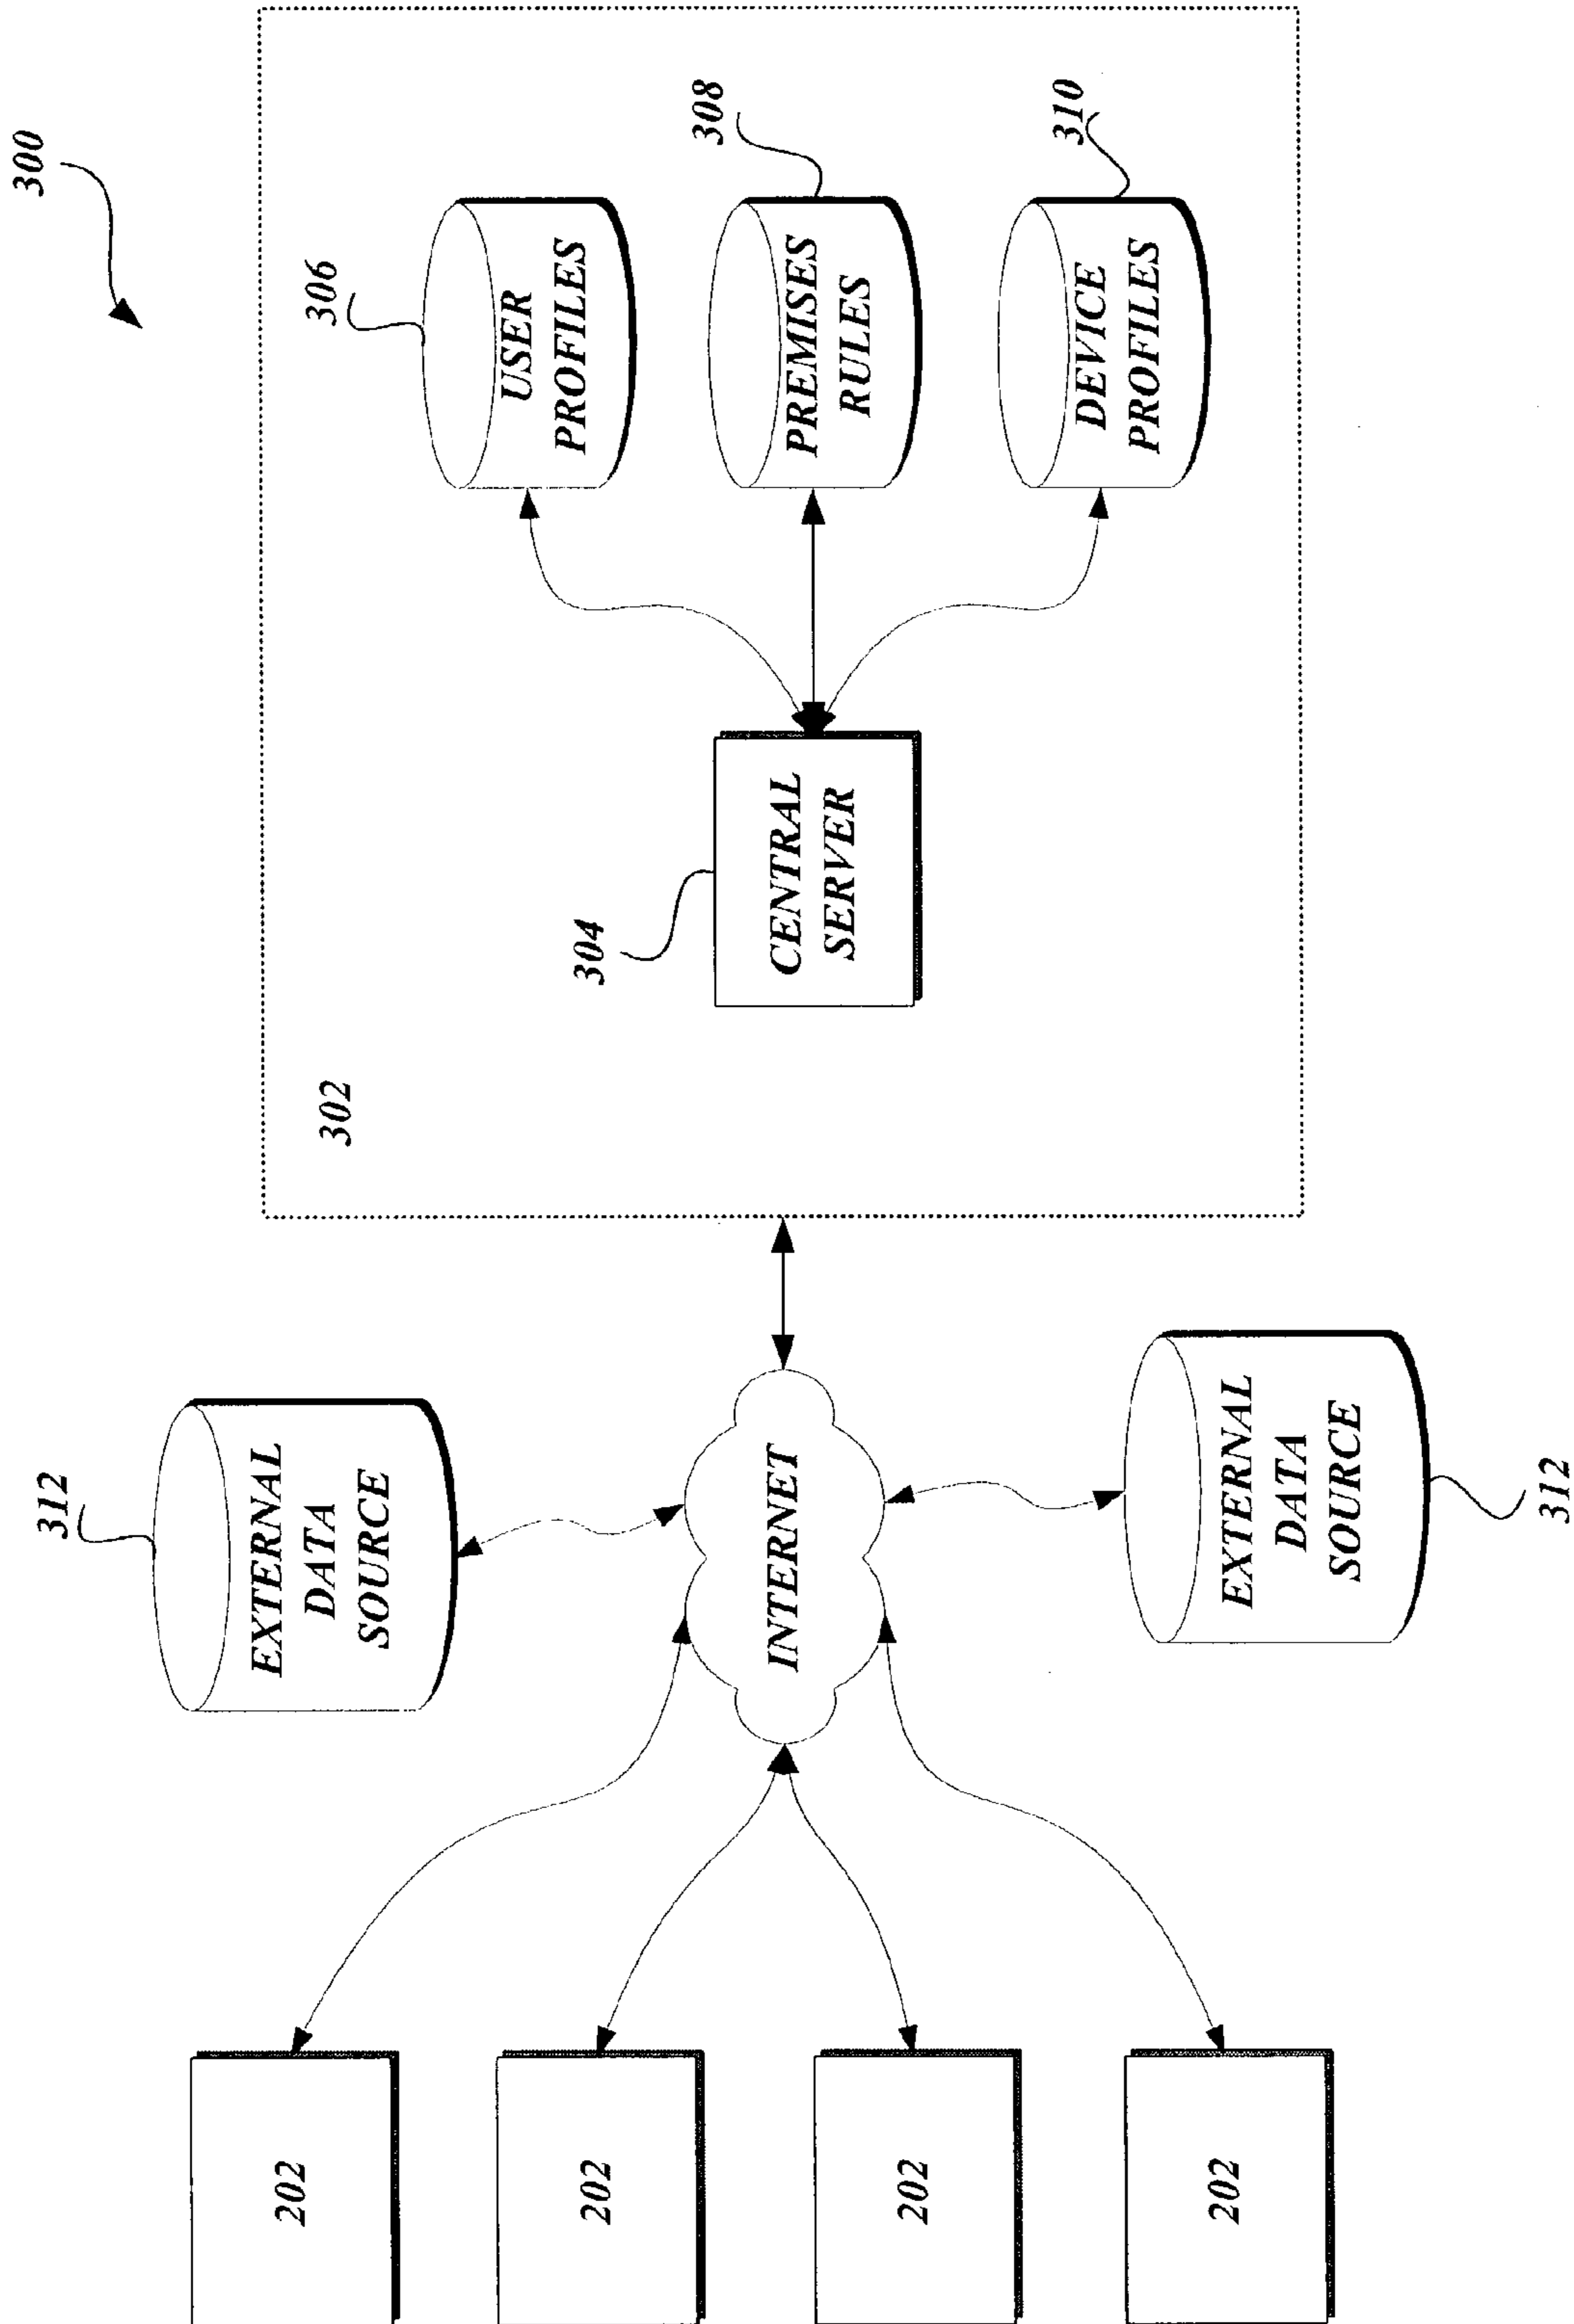 300
302
304
CENTRAL
SERVER
306
USER
PROFILES
308
PREMISES
RULES
310
DEVICE
PROFILES
312
EXTERNAL
DATA
SOURCE
INTERNET
EXTERNAL
DATA
SOURCE
312
202
202
202
202